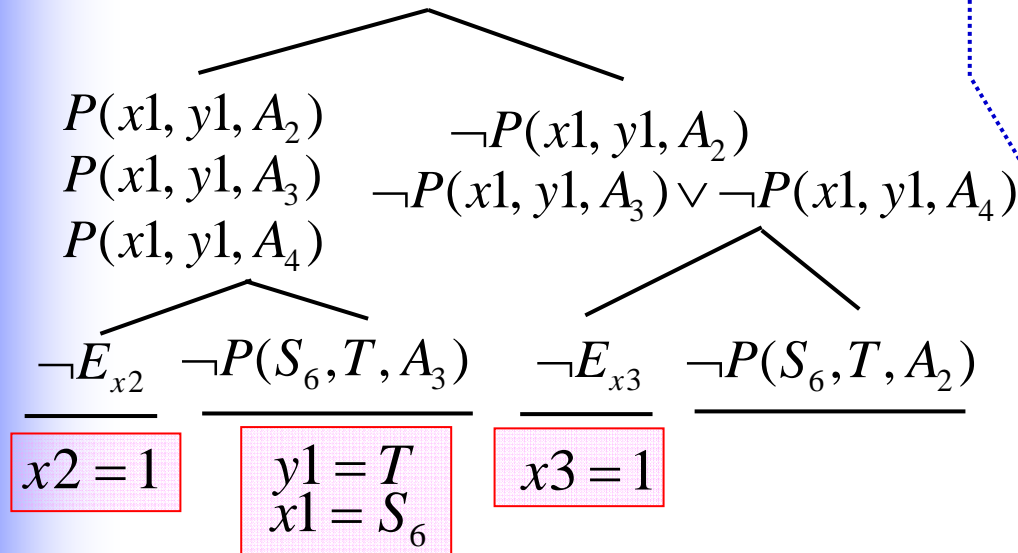 P(x1, y1, A₂)
P(x1, y1, A₃)
P(x1, y1, A₄)
¬P(x1, y1, A₂)
¬P(x1, y1, A₃) ∨ ¬P(x1, y1, A₄)
¬Eₓ₂
¬P(S₆, T, A₃)
¬Eₓ₃
¬P(S₆, T, A₂)
x2 = 1
y1 = T
x1 = S₆
x3 = 1